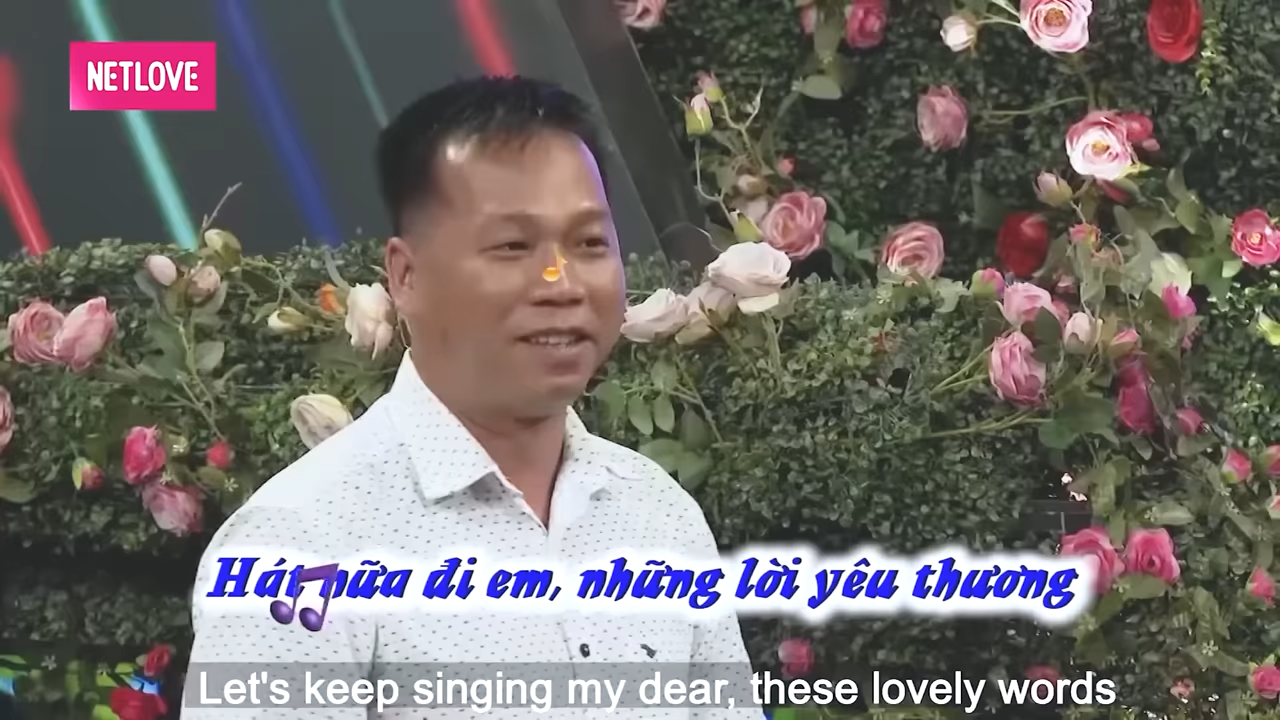 NETLOVE
Hát nữa đi em, những lời yêu thương
Let's keep singing my dear, these lovely words